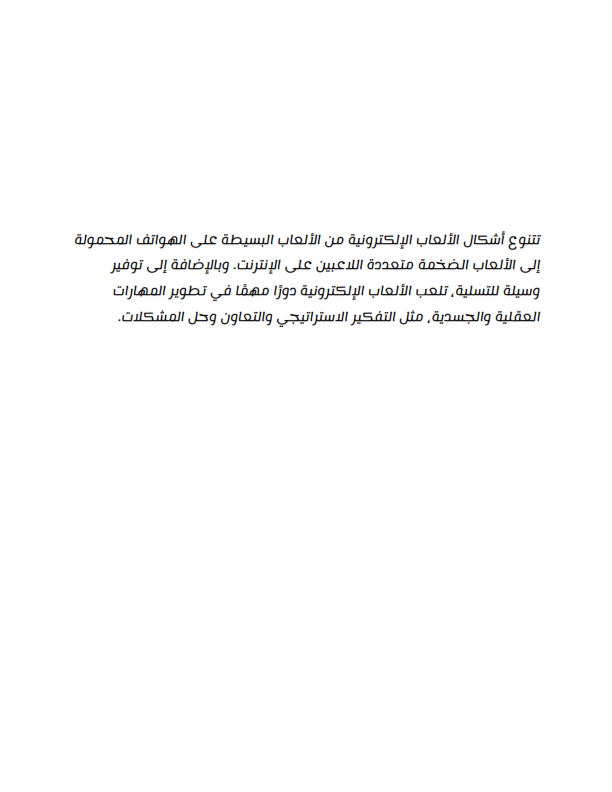 تتنوع أشكال الألعاب الإلكترونية من الألعاب البسيطة على الهواتف المحمولة
إلى الألعاب الضخمة متعددة اللاعبين على الإنترنت. وبالإضافة إلى توفير
وسيلة للتسلية، تلعب الألعاب الإلكترونية دورًا مهمًا في تطوير المهارات
العقلية والجسدية، مثل التفكير الاستراتيجي والتعاون وحل المشكلات.